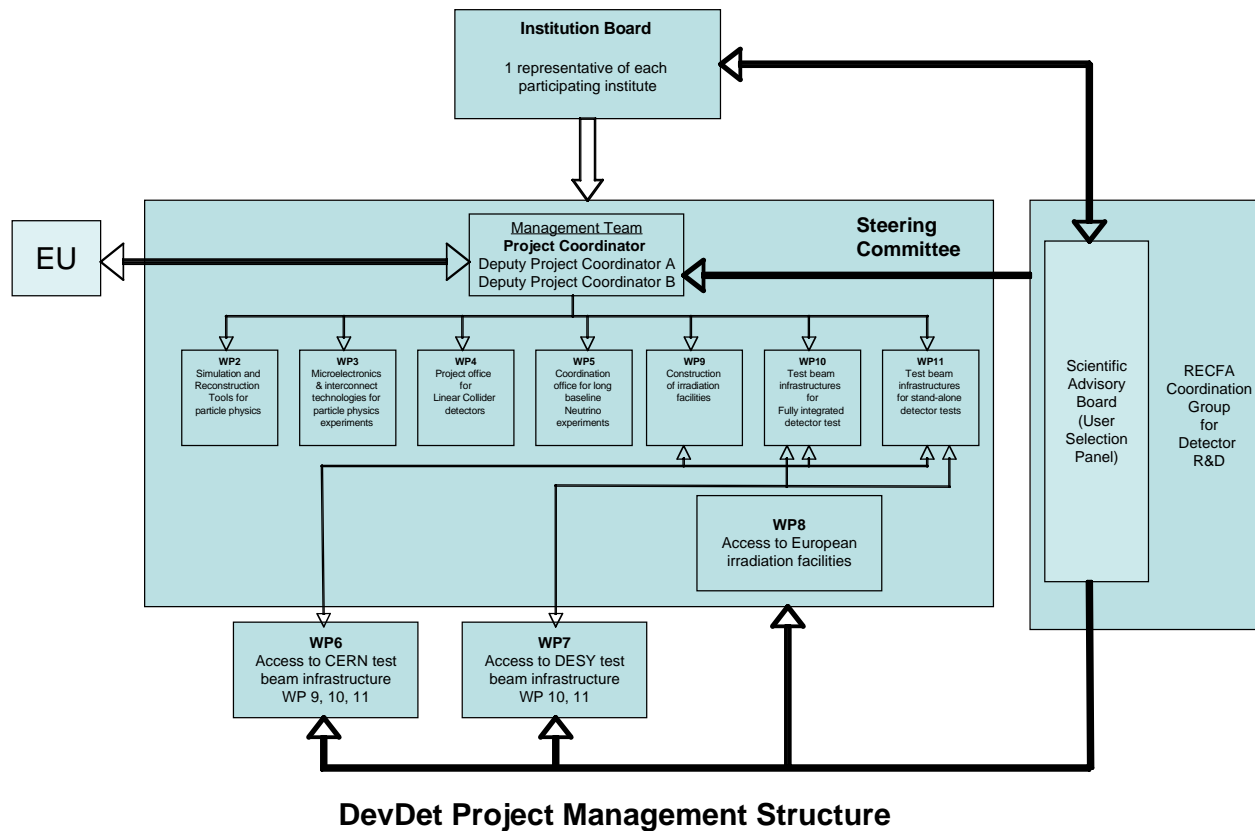 Institution Board
1 representative of each
participating institute
EU
Management Team
Project Coordinator
Deputy Project Coordinator A
Deputy Project Coordinator B
Steering
Committee
WP2
Simulation and
Reconstruction
Tools for
particle physics
WP3
Microelectronics
& interconnect
technologies for
particle physics
experiments
WP4
Project office
for
Linear Collider
detectors
WP5
Coordination
office for long
baseline
Neutrino
experiments
WP9
Construction
of irradiation
facilities
WP10
Test beam
infrastructures
for
Fully integrated
detector test
WP11
Test beam
infrastructures
for stand-alone
detector tests
Scientific
Advisory
Board
(User
Selection
Panel)
RECFA
Coordination
Group
for
Detector
R&D
WP8
Access to European
irradiation facilities
WP6
Access to CERN test
beam infrastructure
WP 9, 10, 11
WP7
Access to DESY test
beam infrastructure
WP 10, 11
DevDet Project Management Structure